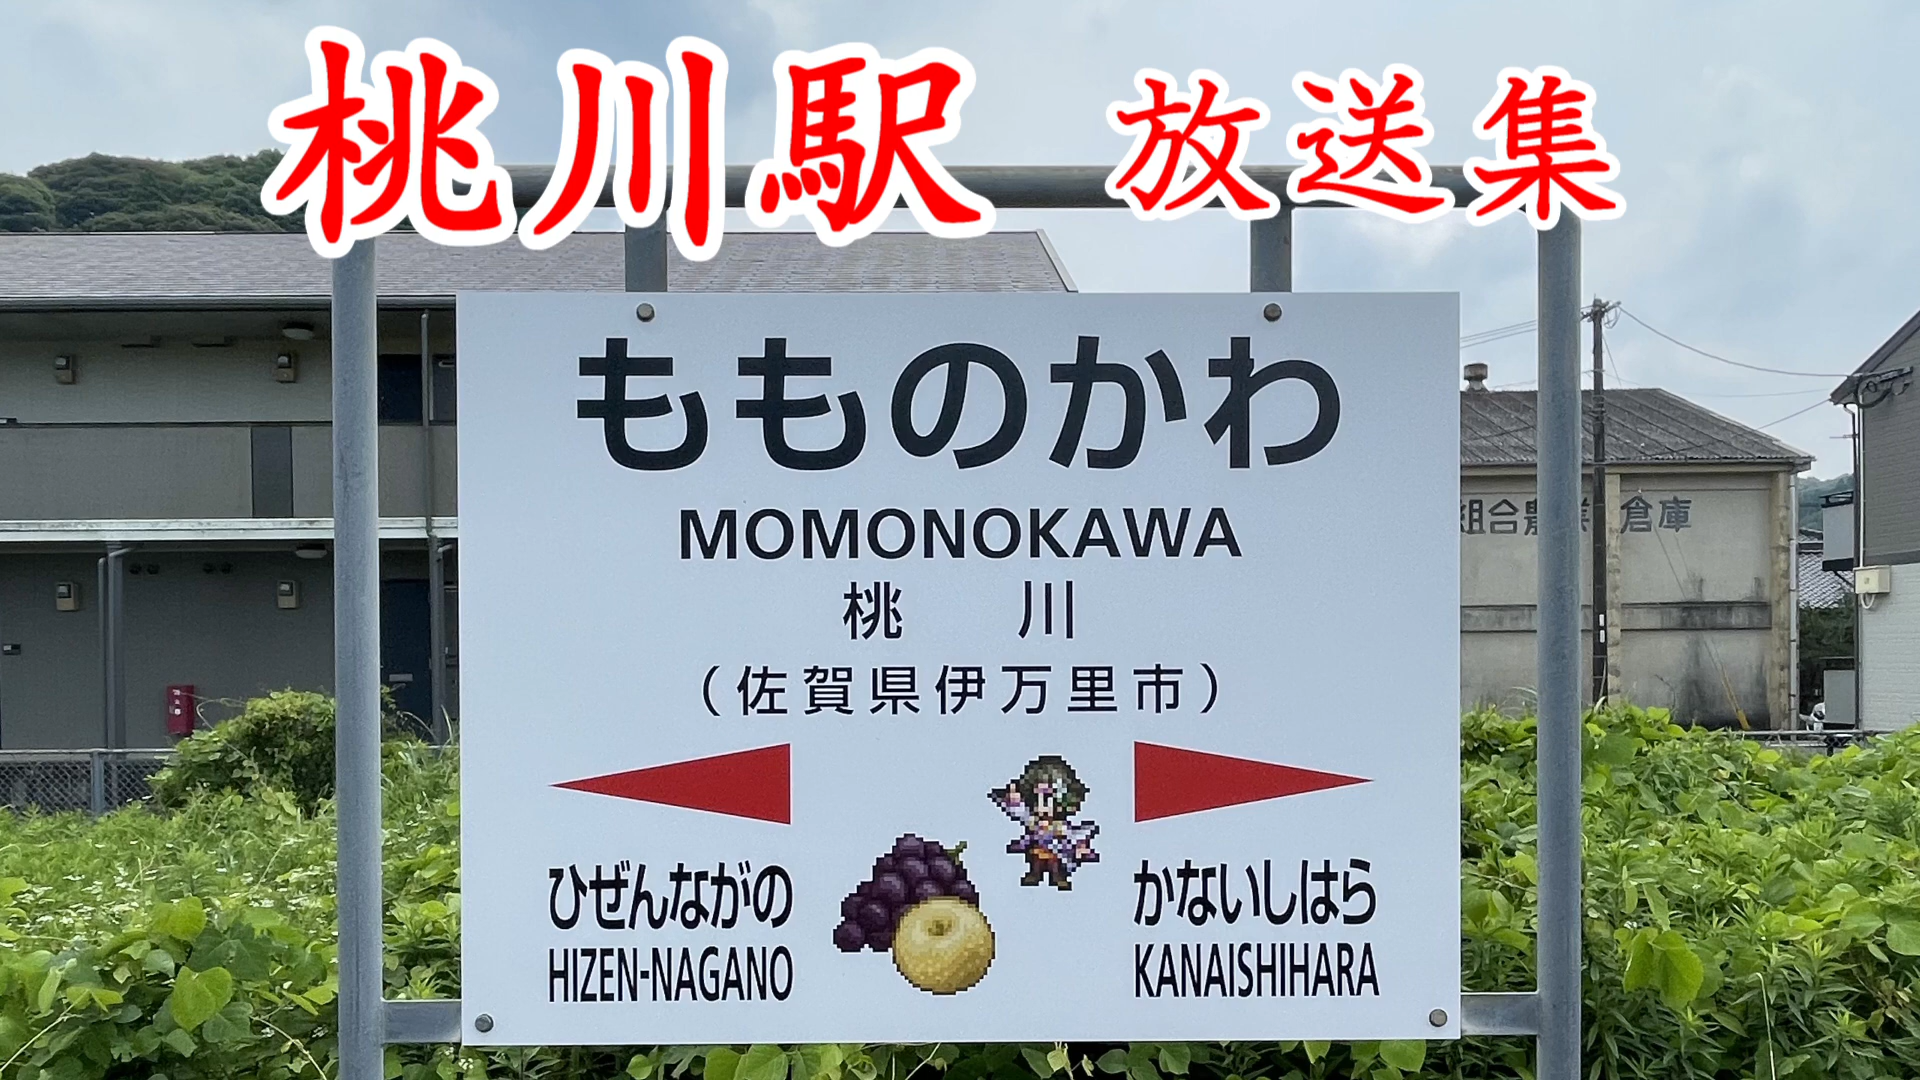 桃川駅 放送集
もものかわ
MOMONOKAWA
桃 川
（佐賀県伊万里市）
ひぜんながの
HIZEN-NAGANO
かないしはら
KANAISHIHARA
組合農業倉庫